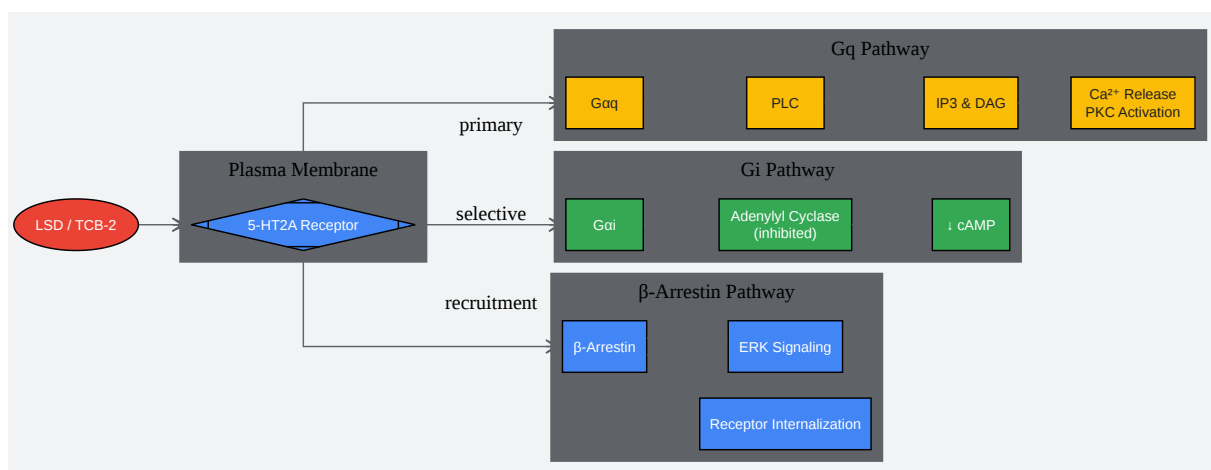 LSD / TCB-2
Plasma Membrane
5-HT2A Receptor
primary
selective
recruitment
Gq Pathway
Gαq
PLC
IP3 & DAG
Ca²⁺ Release
PKC Activation
Gi Pathway
Gαi
Adenylyl Cyclase
(inhibited)
↓ cAMP
β-Arrestin Pathway
β-Arrestin
ERK Signaling
Receptor Internalization